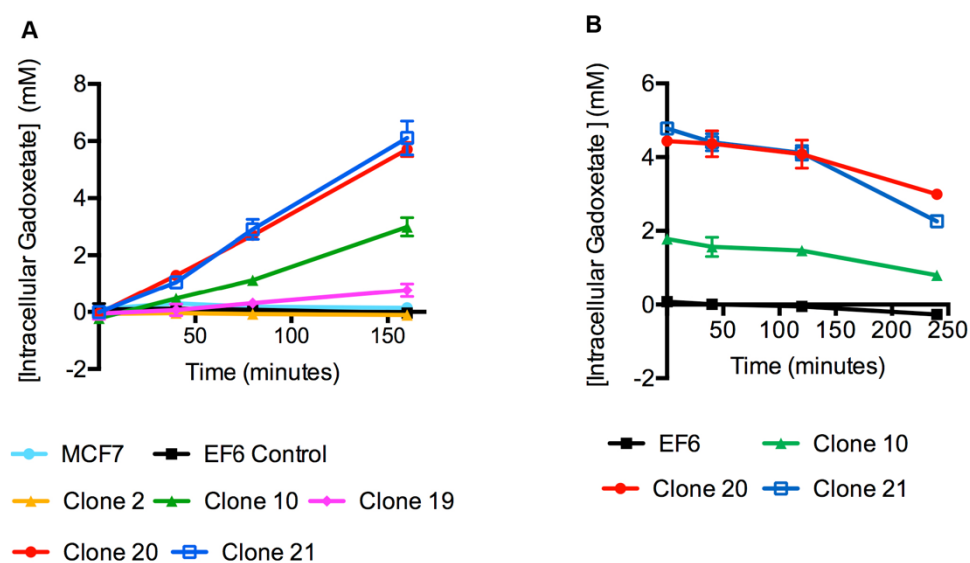 A
[Intracellular Gadoxetate] (mM)
8
6
4
2
0
-2
50
100
150
Time (minutes)
MCF7
EF6 Control
Clone 2
Clone 10
Clone 19
Clone 20
Clone 21
B
[Intracellular Gadoxetate] (mM)
6
4
2
0
-2
50
100
150
200
250
Time (minutes)
EF6
Clone 10
Clone 20
Clone 21